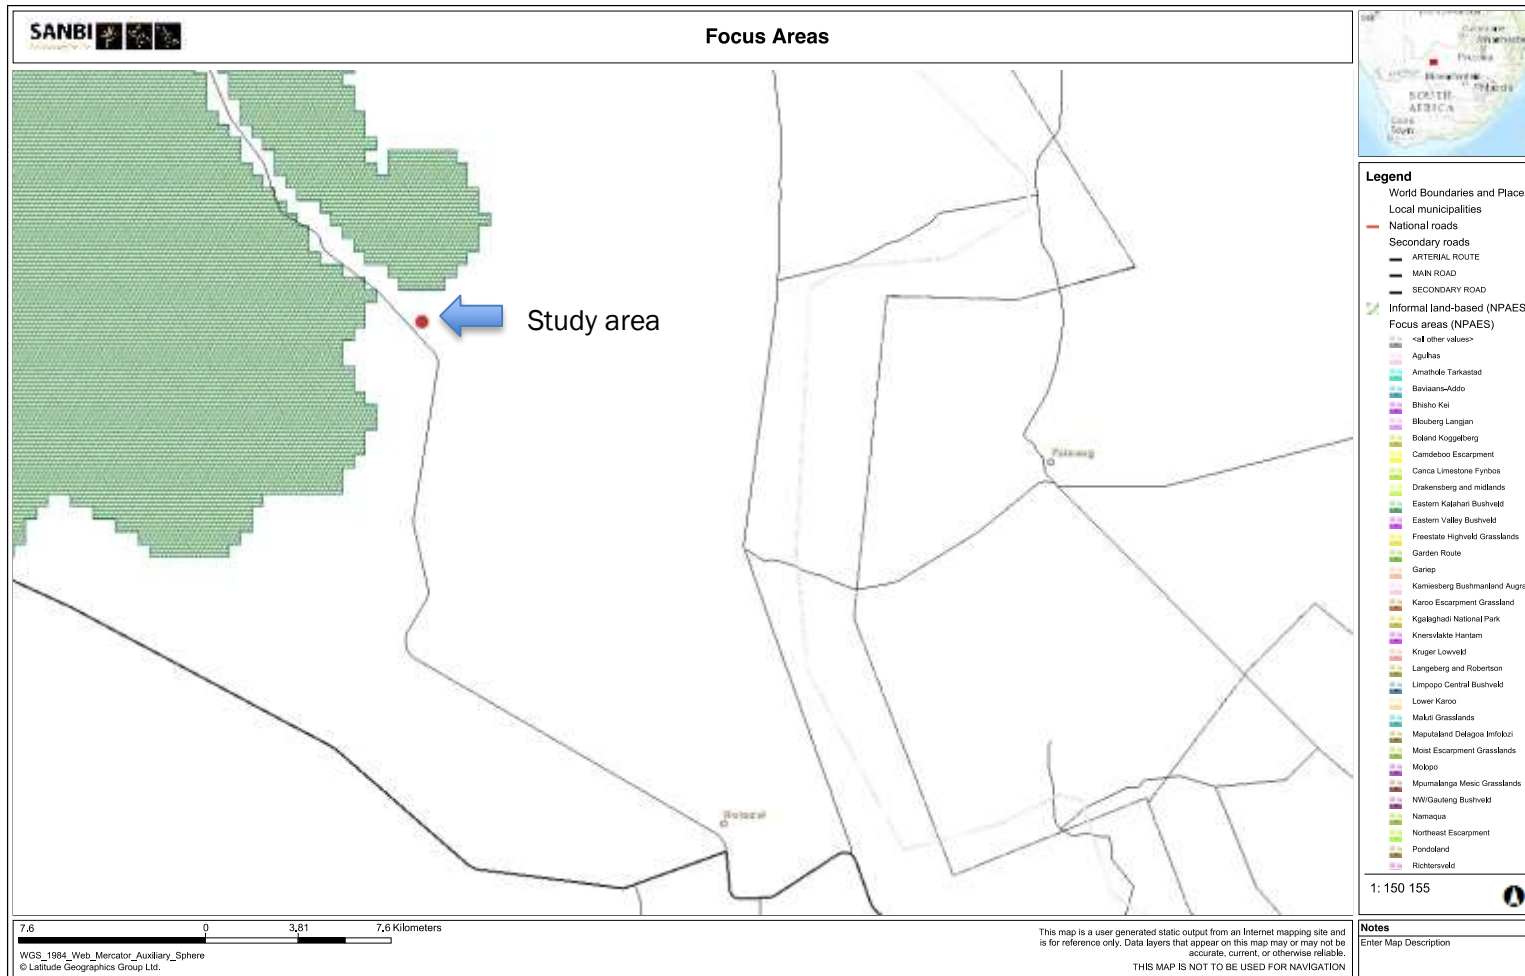 SANBI
Focus Areas
SOUTH
AFRICA
Study area
Legend
World Boundaries and Place
Local municipalities
National roads
Secondary roads
ARTERIAL ROUTE
MAIN ROAD
SECONDARY ROAD
Informal land-based (NPAES
Focus areas (NPAES)
<all other values>
Agulhas
Amathole Tarkastad
Baviaans-Addo
Bhisho Kei
Blouberg Langjan
Boland Koggelberg
Camdeboo Escarpment
Canca Limestone Fynbos
Drakensberg and midlands
Eastern Kalahari Bushveld
Eastern Valley Bushveld
Freestate Highveld Grasslands
Garden Route
Gariep
Kamiesberg Bushmanland Augra
Karoo Escarpment Grassland
Kgalaghadi National Park
Knersvlakte Hantam
Kruger Lowveld
Langeberg and Robertson
Limpopo Central Bushveld
Lower Karoo
Maluti Grasslands
Maputaland Delagoa Imfolozi
Moist Escarpment Grasslands
Molopo
Mpumalanga Mesic Grasslands
NW/Gauteng Bushveld
Namaqua
Northeast Escarpment
Pondoland
Richtersveld
1: 150 155
7.6 0 3.81 7.6 Kilometers
WGS_1984_Web_Mercator_Auxiliary_Sphere
© Latitude Geographics Group Ltd.
This map is a user generated static output from an Internet mapping site and
is for reference only. Data layers that appear on this map may or may not be
accurate, current, or otherwise reliable.
THIS MAP IS NOT TO BE USED FOR NAVIGATION
Notes
Enter Map Description